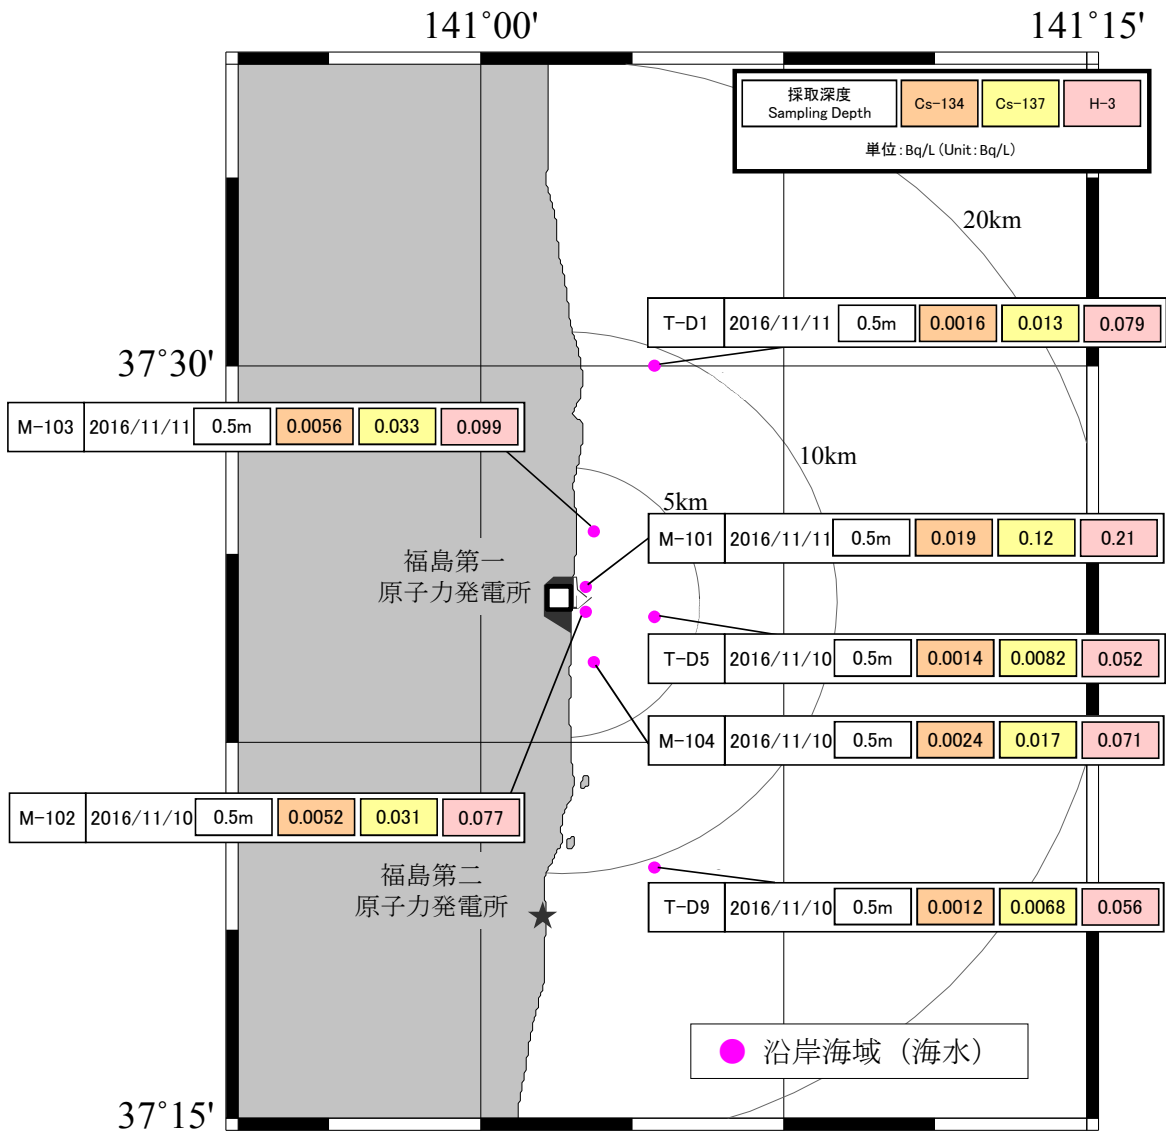 141°00'
141°15'
採取深度
Sampling Depth
Cs-134
Cs-137
H-3
単位:Bq/L (Unit:Bq/L)
20km
T-D1 2016/11/11 0.5m 0.0016 0.013 0.079
37°30'
M-103 2016/11/11 0.5m 0.0056 0.033 0.099
10km
5km
M-101 2016/11/11 0.5m 0.019 0.12 0.21
福島第一
原子力発電所
T-D5 2016/11/10 0.5m 0.0014 0.0082 0.052
M-104 2016/11/10 0.5m 0.0024 0.017 0.071
M-102 2016/11/10 0.5m 0.0052 0.031 0.077
福島第二
原子力発電所
T-D9 2016/11/10 0.5m 0.0012 0.0068 0.056
沿岸海域（海水）
37°15'